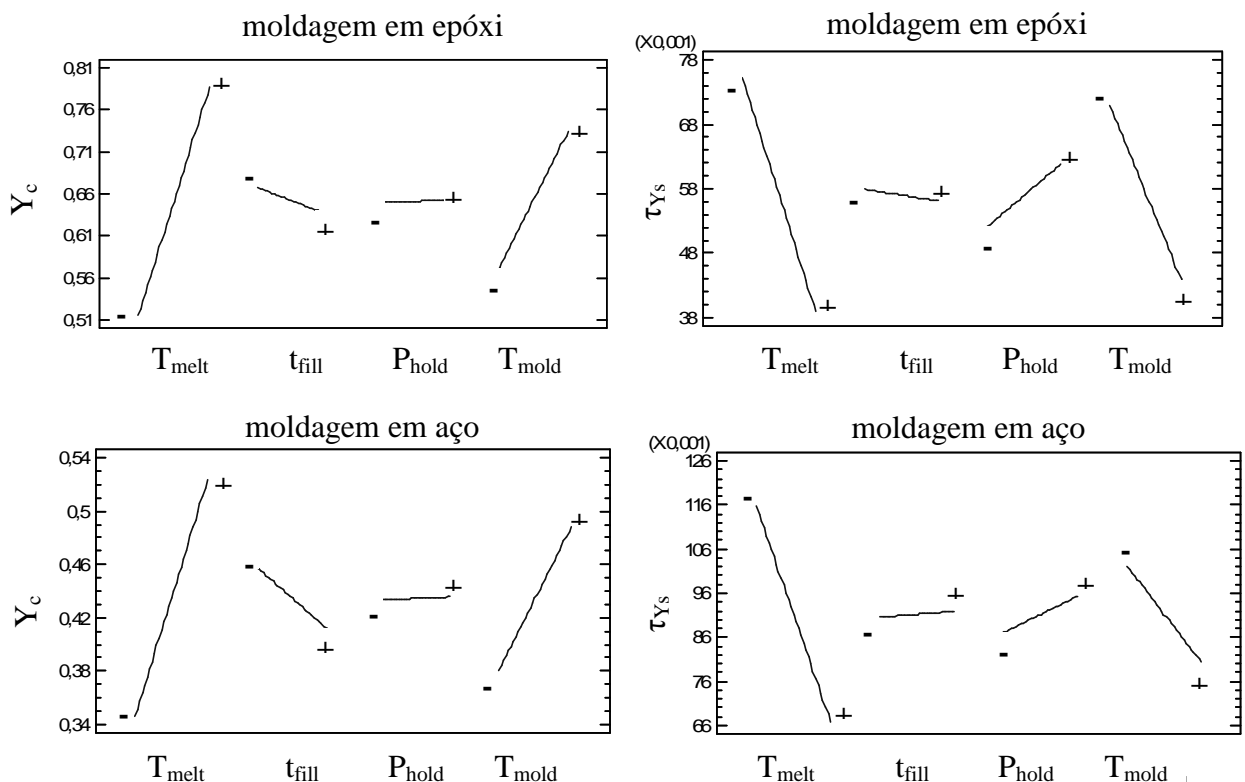 moldagem em epóxi
0,81
0,76
0,71
0,66
0,61
0,56
0,51
Y_c
T_melt t_fill P_hold T_mold
moldagem em epóxi
(X0,001)
78
68
58
48
38
τ_Ys
T_melt t_fill P_hold T_mold
moldagem em aço
0,54
0,5
0,46
0,42
0,38
0,34
Y_c
T_melt t_fill P_hold T_mold
moldagem em aço
(X0,001)
126
116
106
96
86
76
66
τ_Ys
T_melt t_fill P_hold T_mold